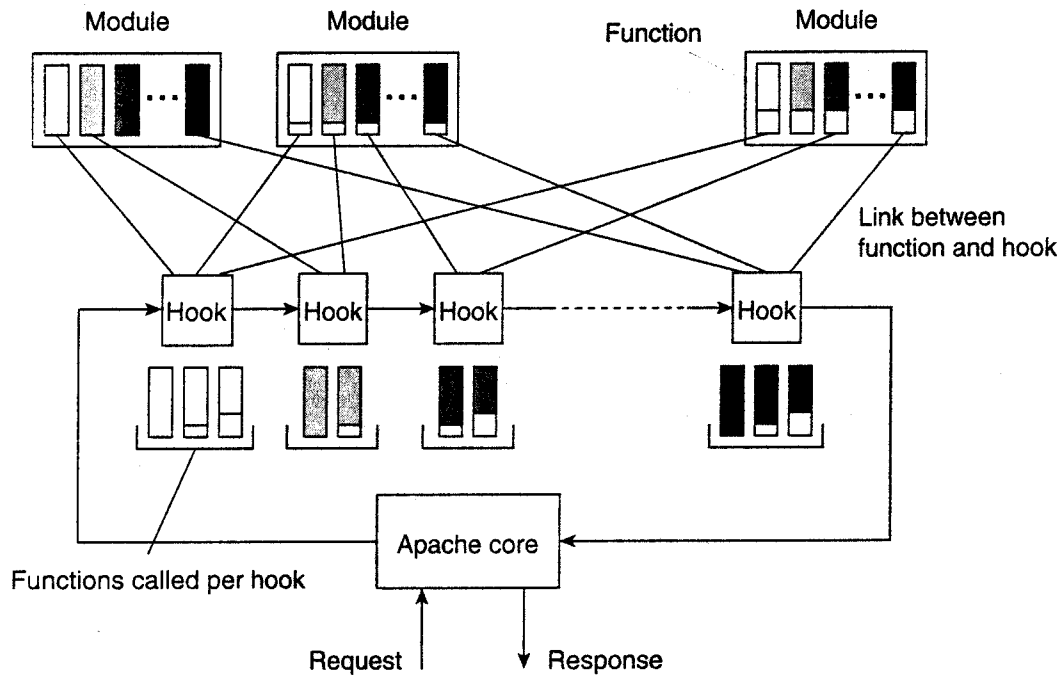 Module
Module
Function
Module
Link between
function and hook
Hook
Hook
Hook
Hook
Apache core
Functions called per hook
Request
Response